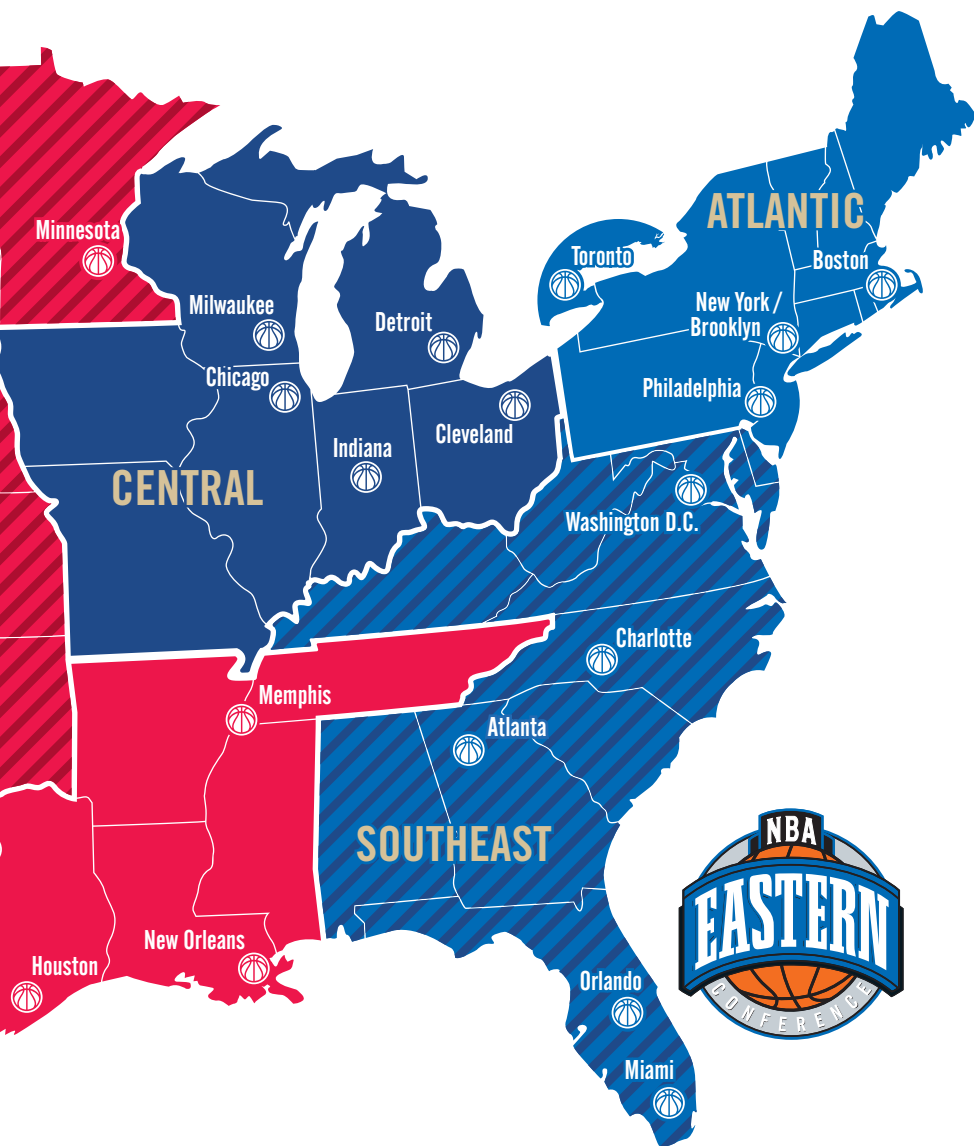 ATLANTIC
Minnesota
Toronto
Boston
Milwaukee
New York /
Brooklyn
Detroit
Chicago
Philadelphia
Cleveland
Indiana
CENTRAL
Washington D.C.
Charlotte
Memphis
Atlanta
SOUTHEAST
NBA
EASTERN
CONFERENCE
New Orleans
Houston
Orlando
Miami